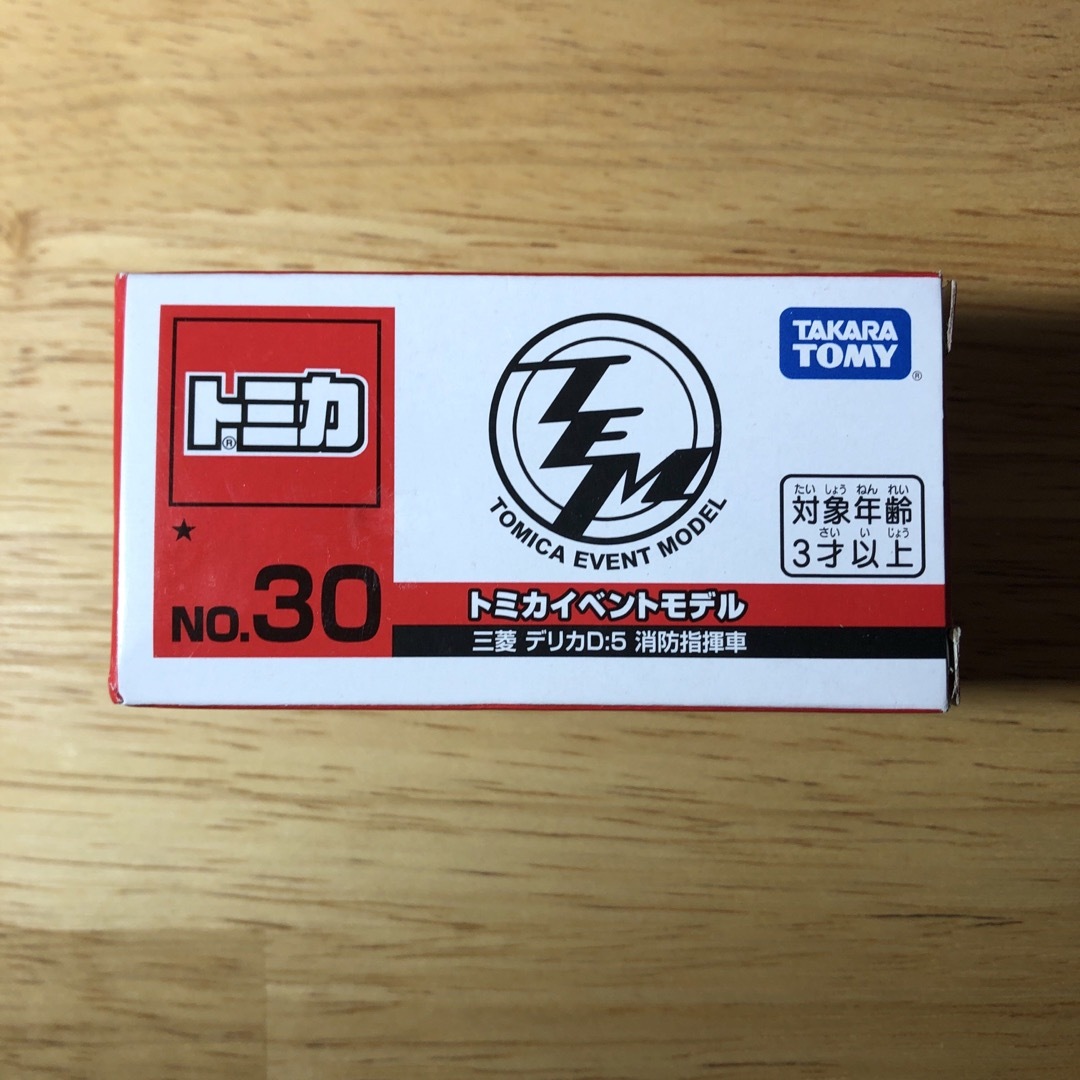 トミカ®
★
NO.30
TEM
TOMICA EVENT MODEL
TAKARA
TOMY®
たい しょう ねん れい
対象年齢
さい い じょう
3才以上
トミカイベントモデル
三菱 デリカD:5 消防指揮車